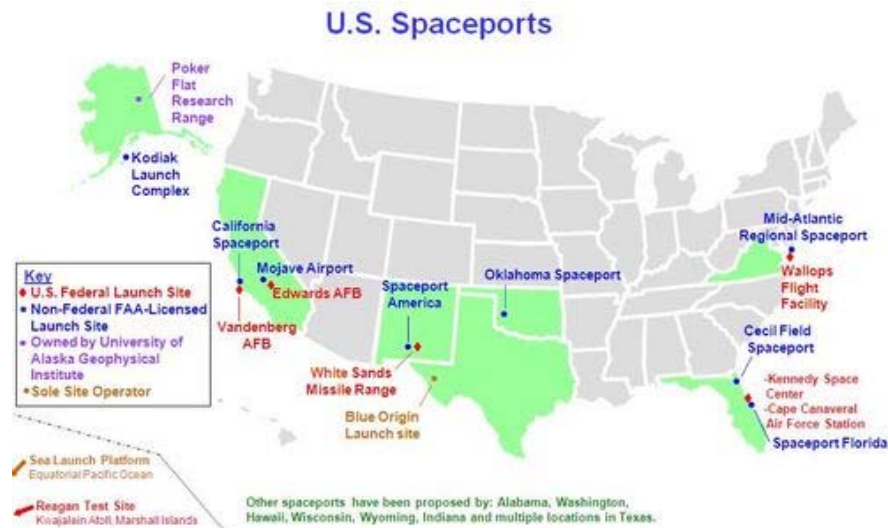 U.S. Spaceports
Poker
Flat
Research
Range
Kodiak
Launch
Complex
California
Spaceport
Mojave Airport
Edwards AFB
Vandenberg
AFB
Spaceport
America
White Sands
Missile Range
Oklahoma Spaceport
Blue Origin
Launch site
Mid-Atlantic
Regional Spaceport
Wallops
Flight
Facility
Cecil Field
Spaceport
-Kennedy Space
Center
-Cape Canaveral
Air Force Station
Spaceport Florida
Key
U.S. Federal Launch Site
Non-Federal FAA-Licensed
Launch Site
Owned by University of
Alaska Geophysical
Institute
Sole Site Operator
Sea Launch Platform
Equatorial Pacific Ocean
Reagan Test Site
Kwajalein Atoll, Marshall Islands
Other spaceports have been proposed by: Alabama, Washington,
Hawaii, Wisconsin, Wyoming, Indiana and multiple locations in Texas.